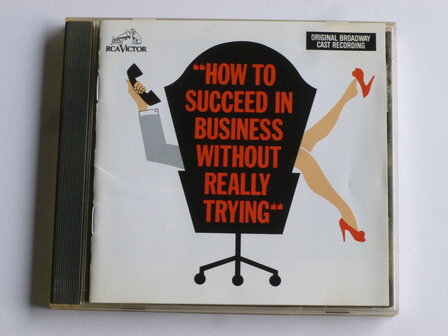 RCA VICTOR
ORIGINAL BROADWAY
CAST RECORDING
"HOW TO
SUCCEED IN
BUSINESS
WITHOUT
REALLY
TRYING"